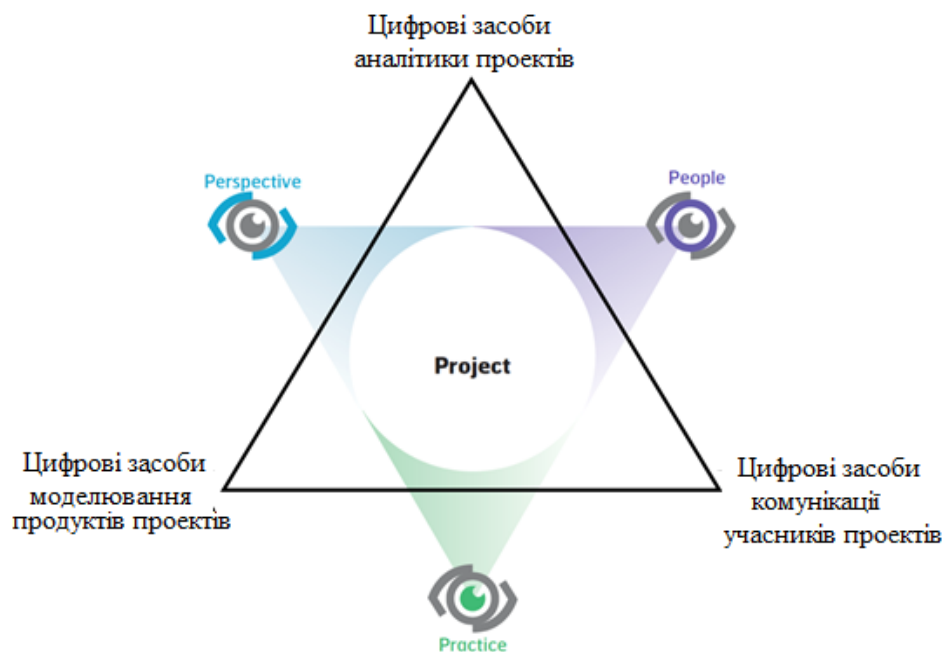 Цифрові засоби
аналітики проектів
Perspective
People
Project
Цифрові засоби
моделювання
продуктів проектів
Цифрові засоби
комунікації
учасників проектів
Practice